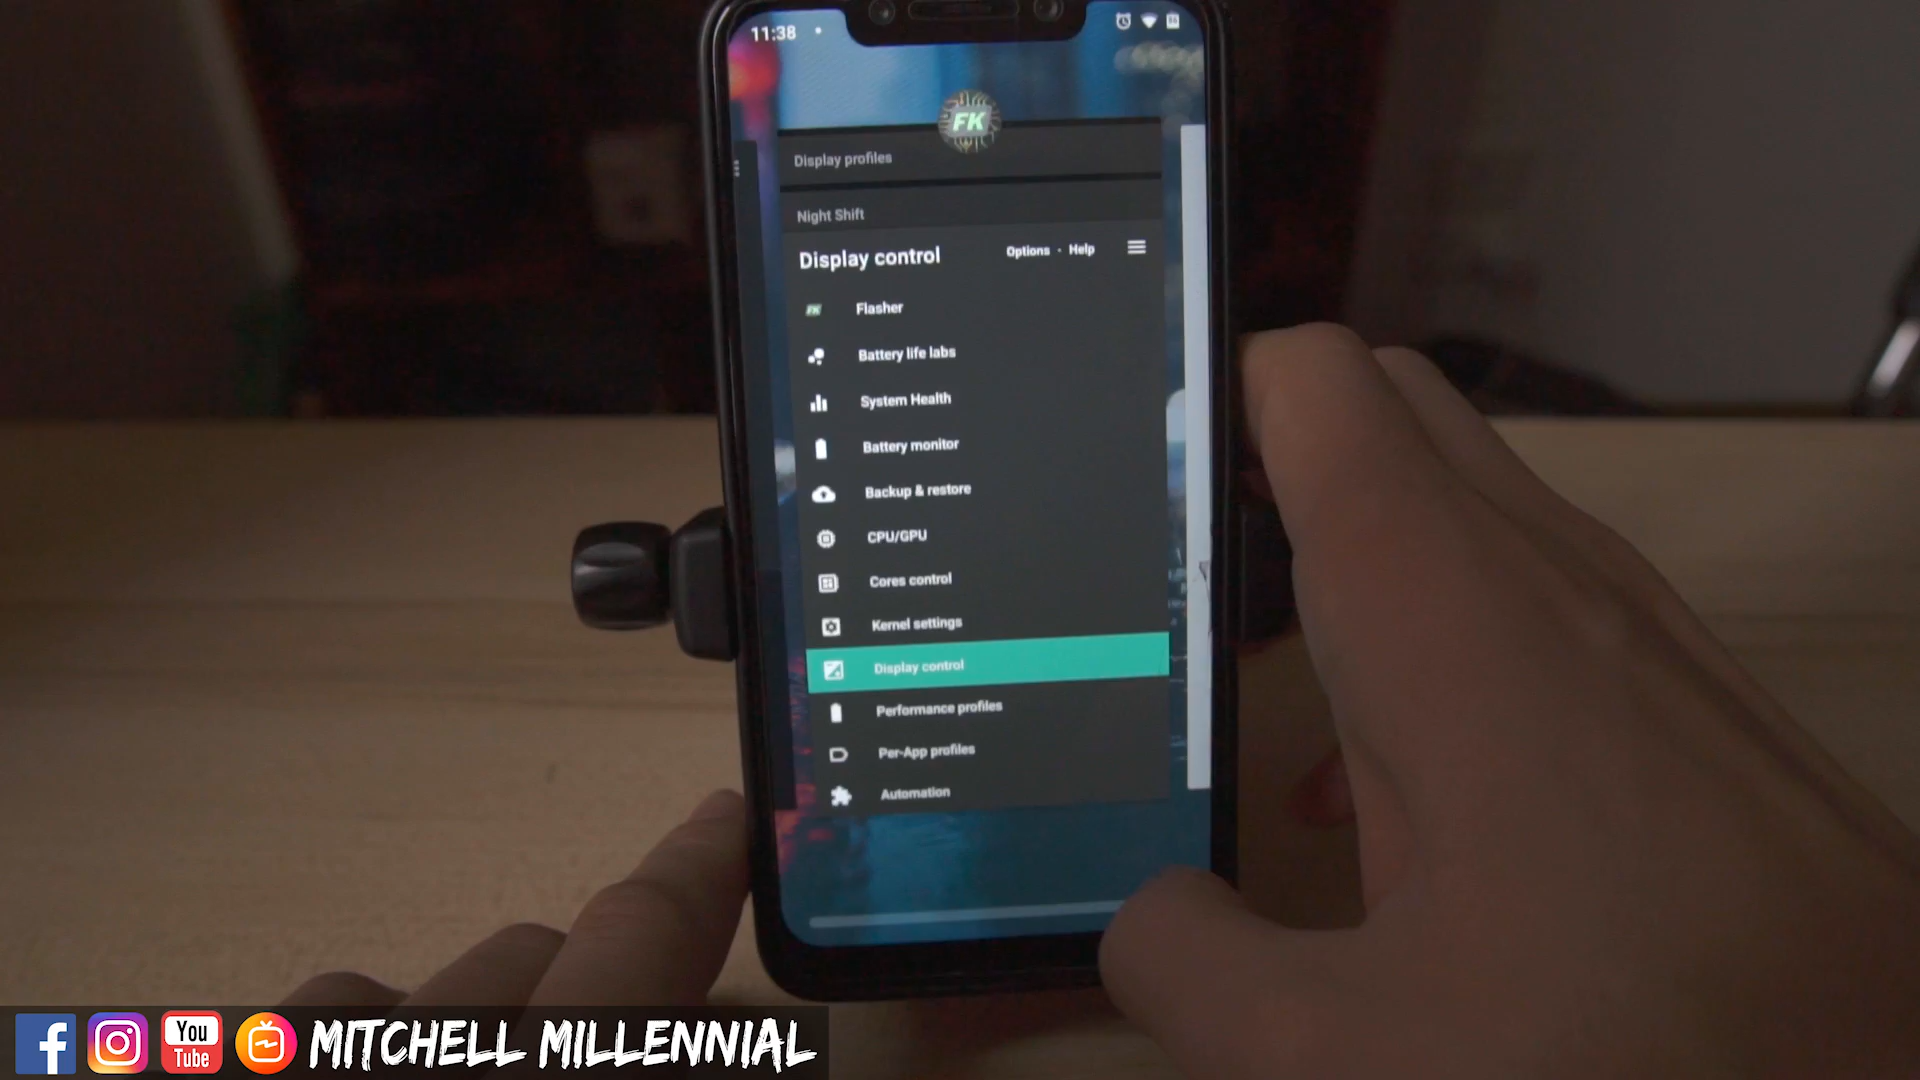 11:38
FK
Display profiles
Night Shift
Display control
Options • Help
FK Flasher
Battery life labs
System Health
Battery monitor
Backup & restore
CPU/GPU
Cores control
Kernel settings
Display control
Performance profiles
Per-App profiles
Automation
You
Tube
MITCHELL MILLENNIAL